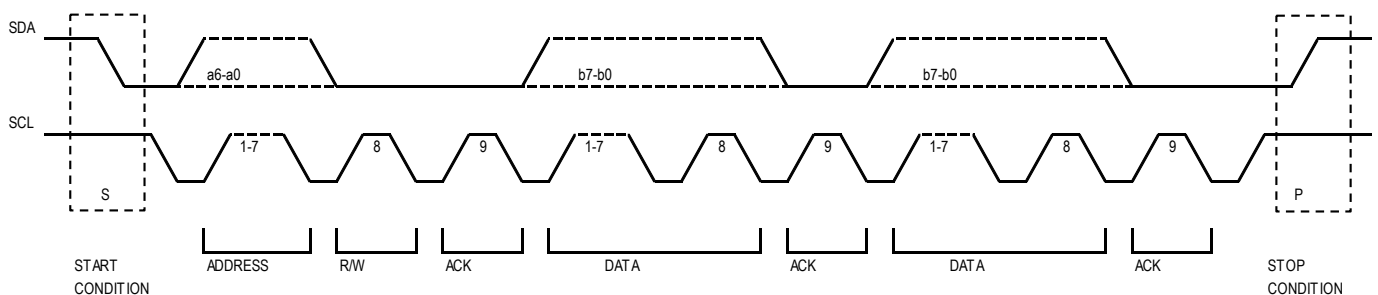 SDA
a6-a0 b7-b0 b7-b0
SCL
1-7 8 9 1-7 8 9 1-7 8 9
S P
START CONDITION
ADDRESS R/W ACK DATA ACK DATA ACK
STOP CONDITION